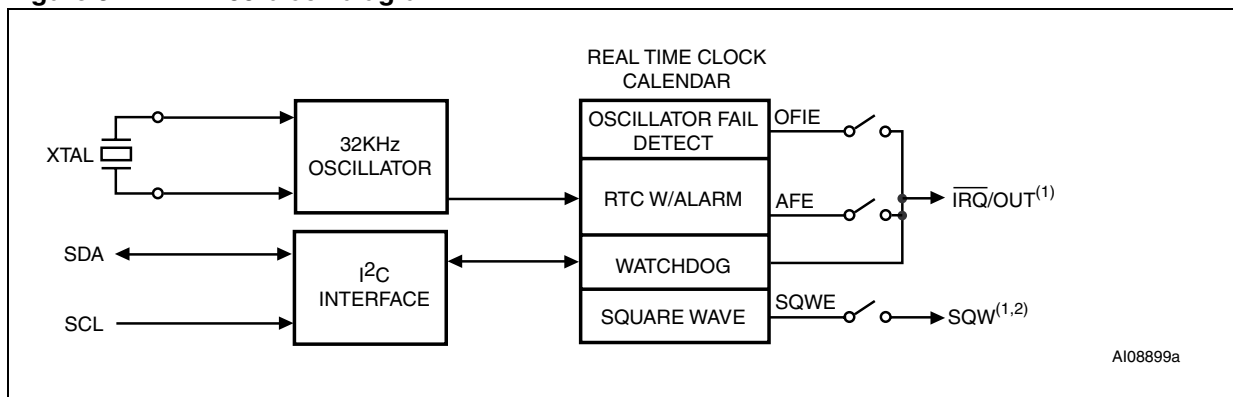 REAL TIME CLOCK
CALENDAR
XTAL
32KHz
OSCILLATOR
OSCILLATOR FAIL
DETECT
OFIE
RTC W/ALARM
AFE
IRQ/OUT(1)
SDA
I2C
INTERFACE
WATCHDOG
SCL
SQUARE WAVE
SQWE
SQW(1,2)
AI08899a